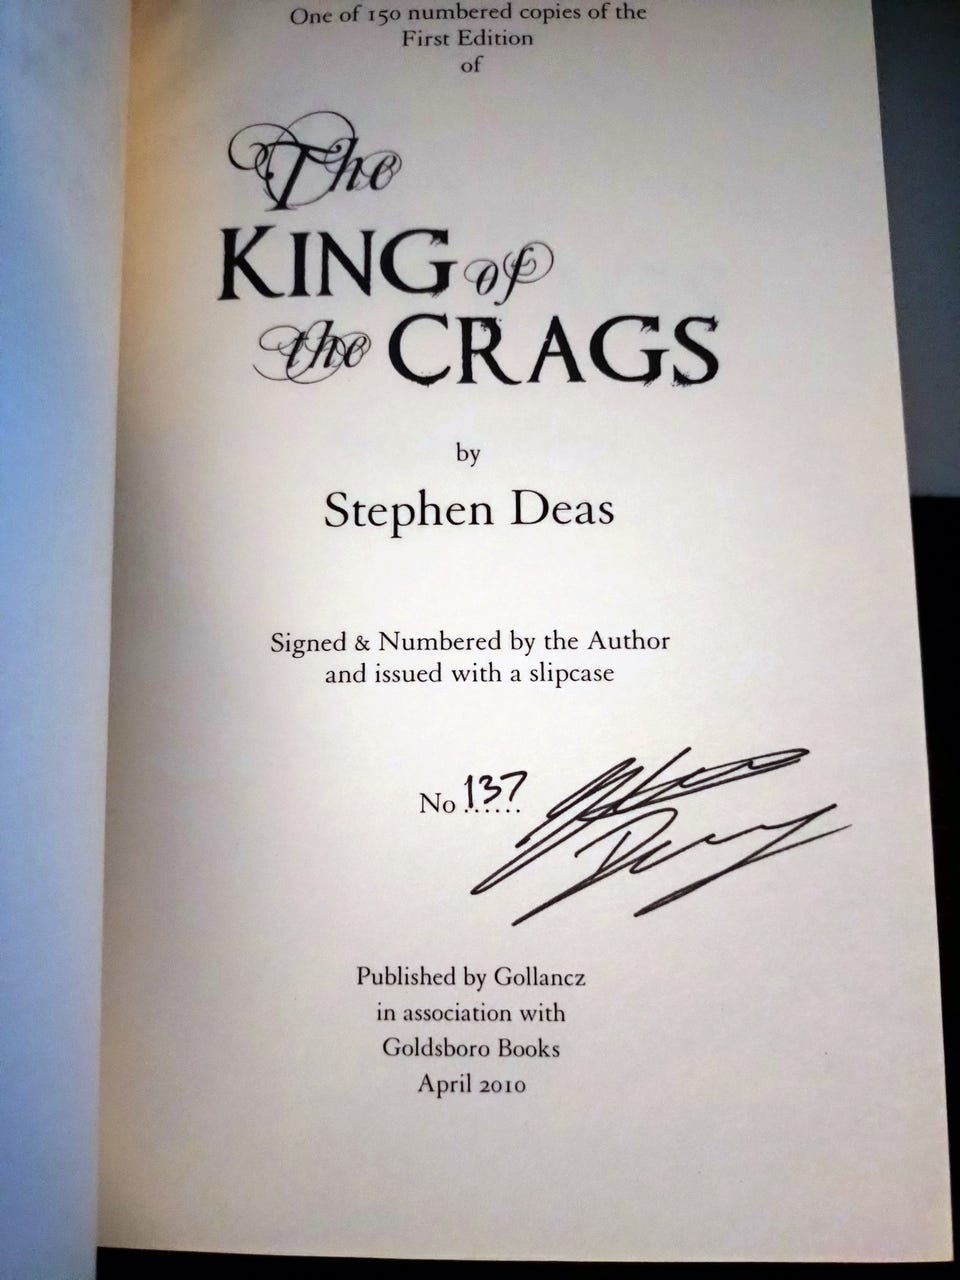 One of 150 numbered copies of the
First Edition
of
The
KING of
the CRAGS
by
Stephen Deas
Signed & Numbered by the Author
and issued with a slipcase
No 137
Stephen
Deas
Published by Gollancz
in association with
Goldsboro Books
April 2010